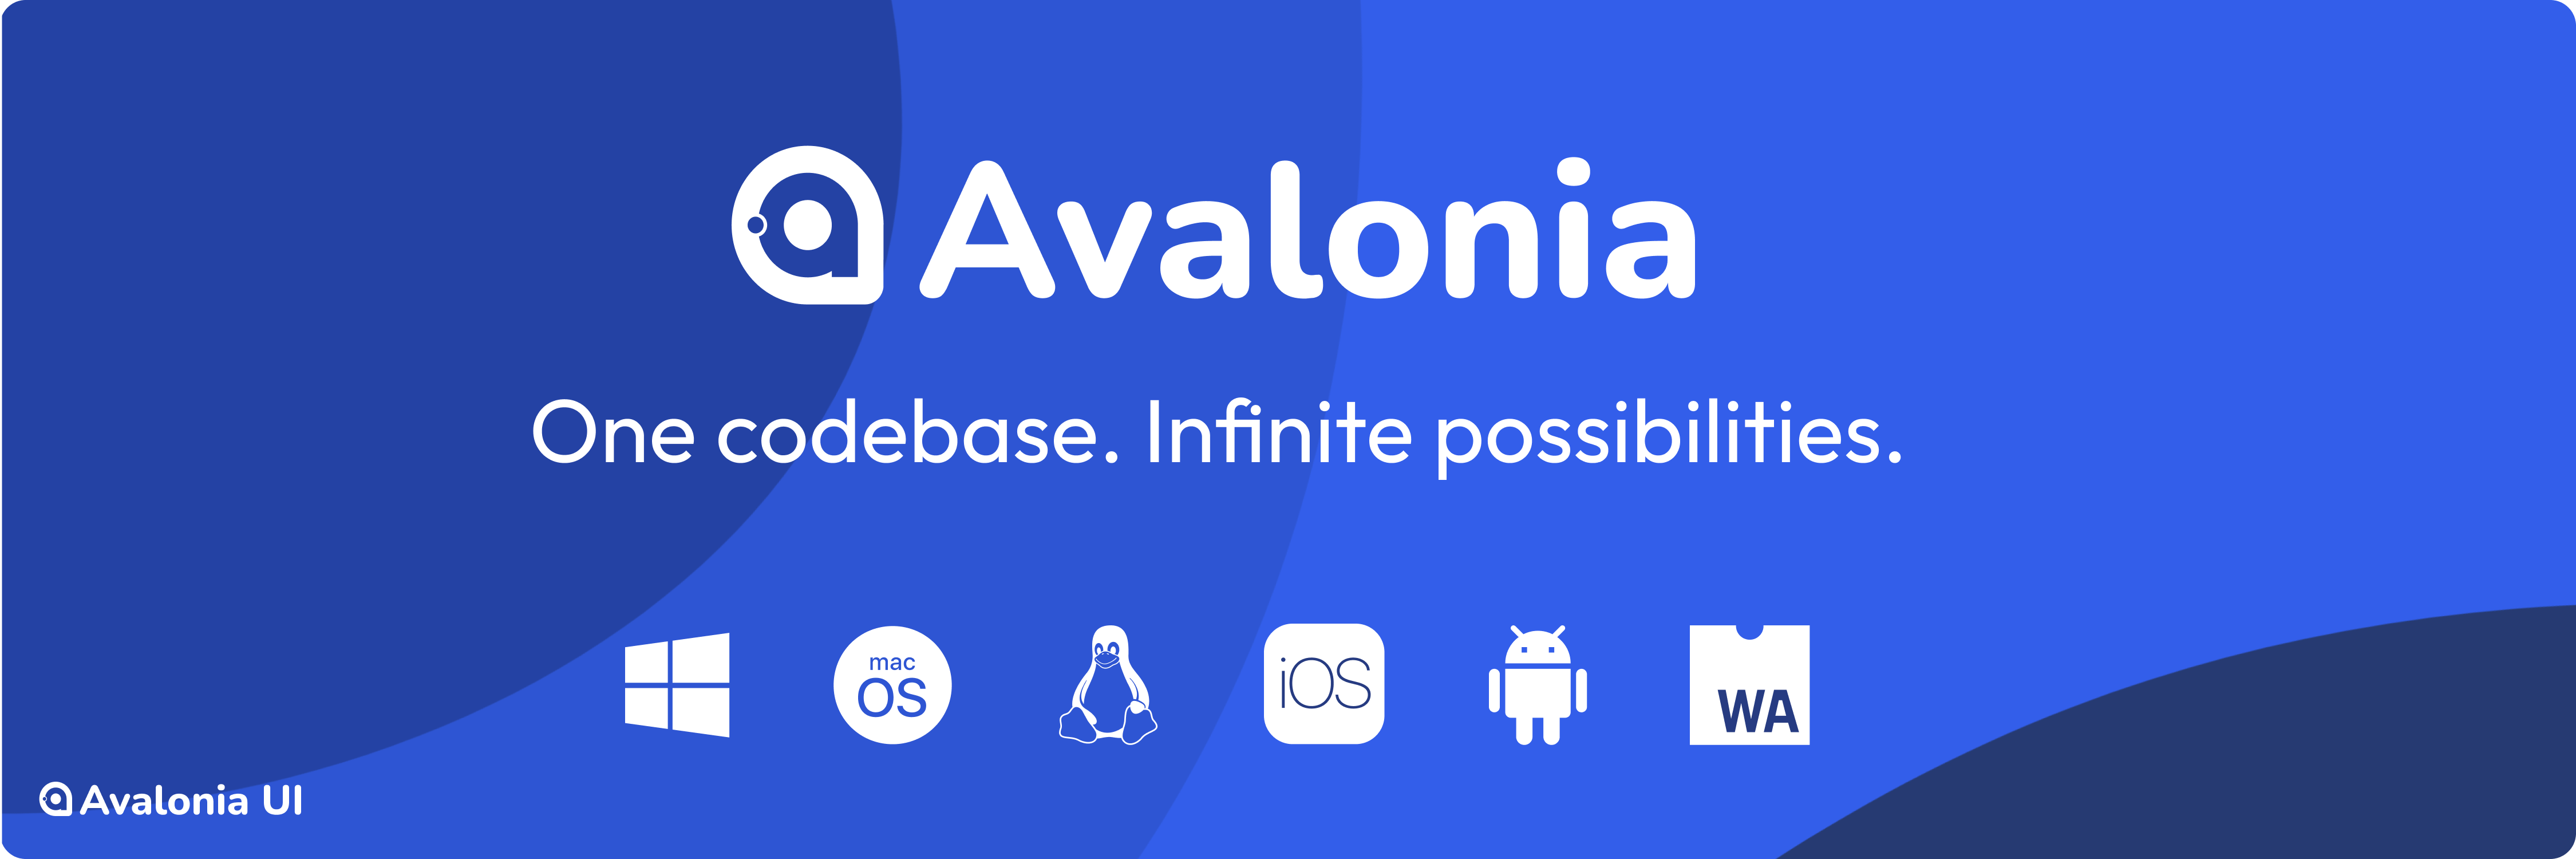 Avalonia
One codebase. Infinite possibilities.
mac
OS
iOS
WA
Avalonia UI